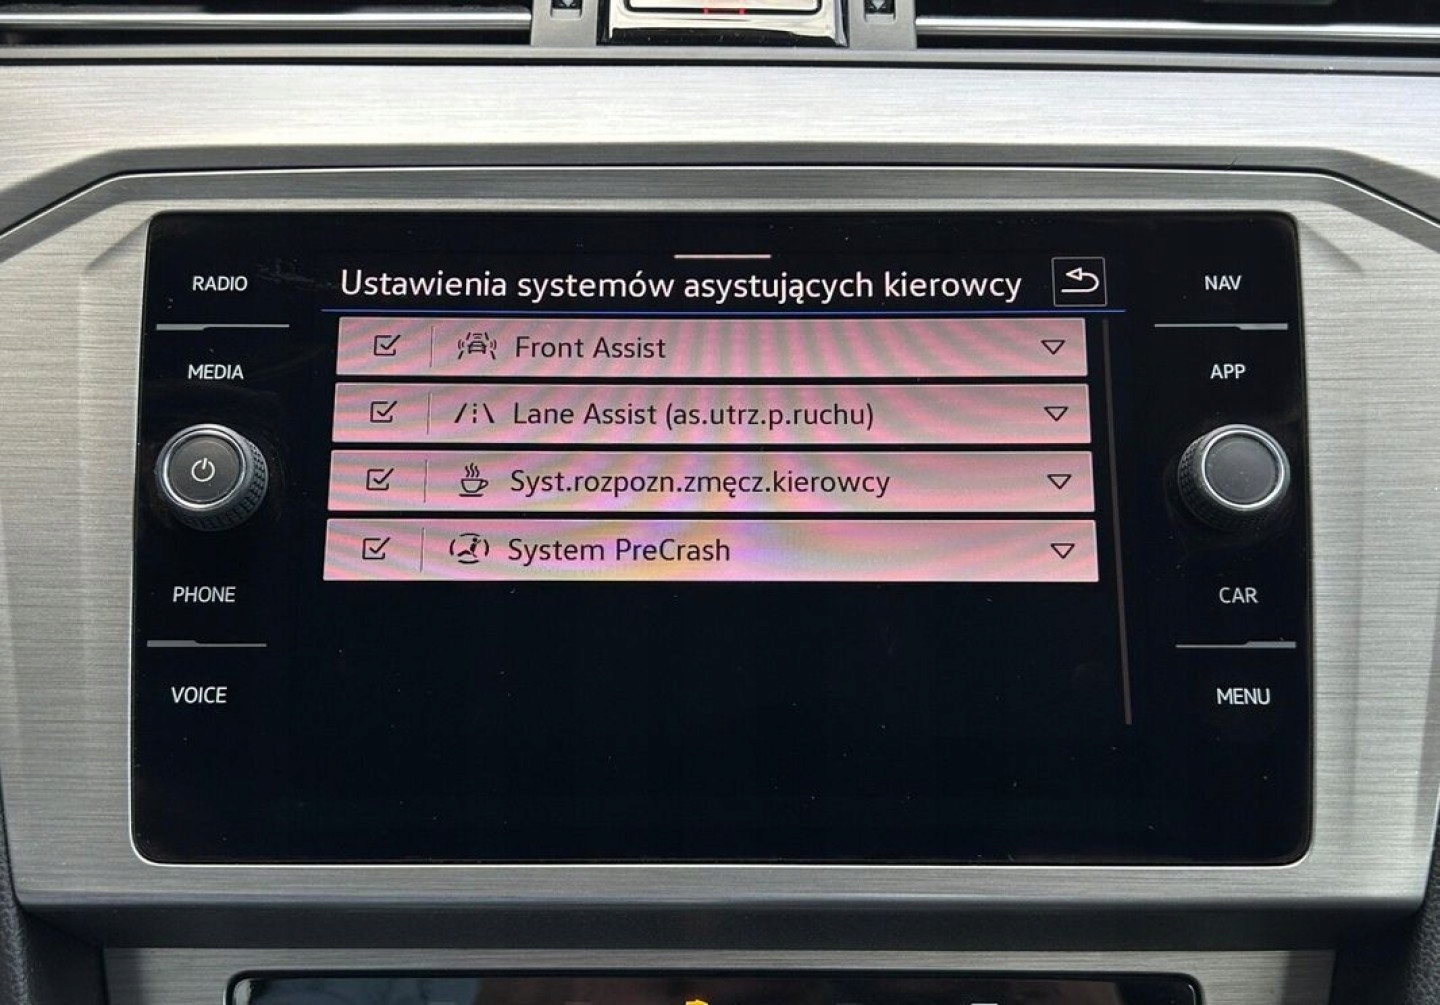 RADIO
MEDIA
PHONE
VOICE
Ustawienia systemów asystujących kierowcy
Front Assist
Lane Assist (as.utrz.p.ruchu)
Syst.rozpozn.zmęcz.kierowcy
System PreCrash
NAV
APP
CAR
MENU